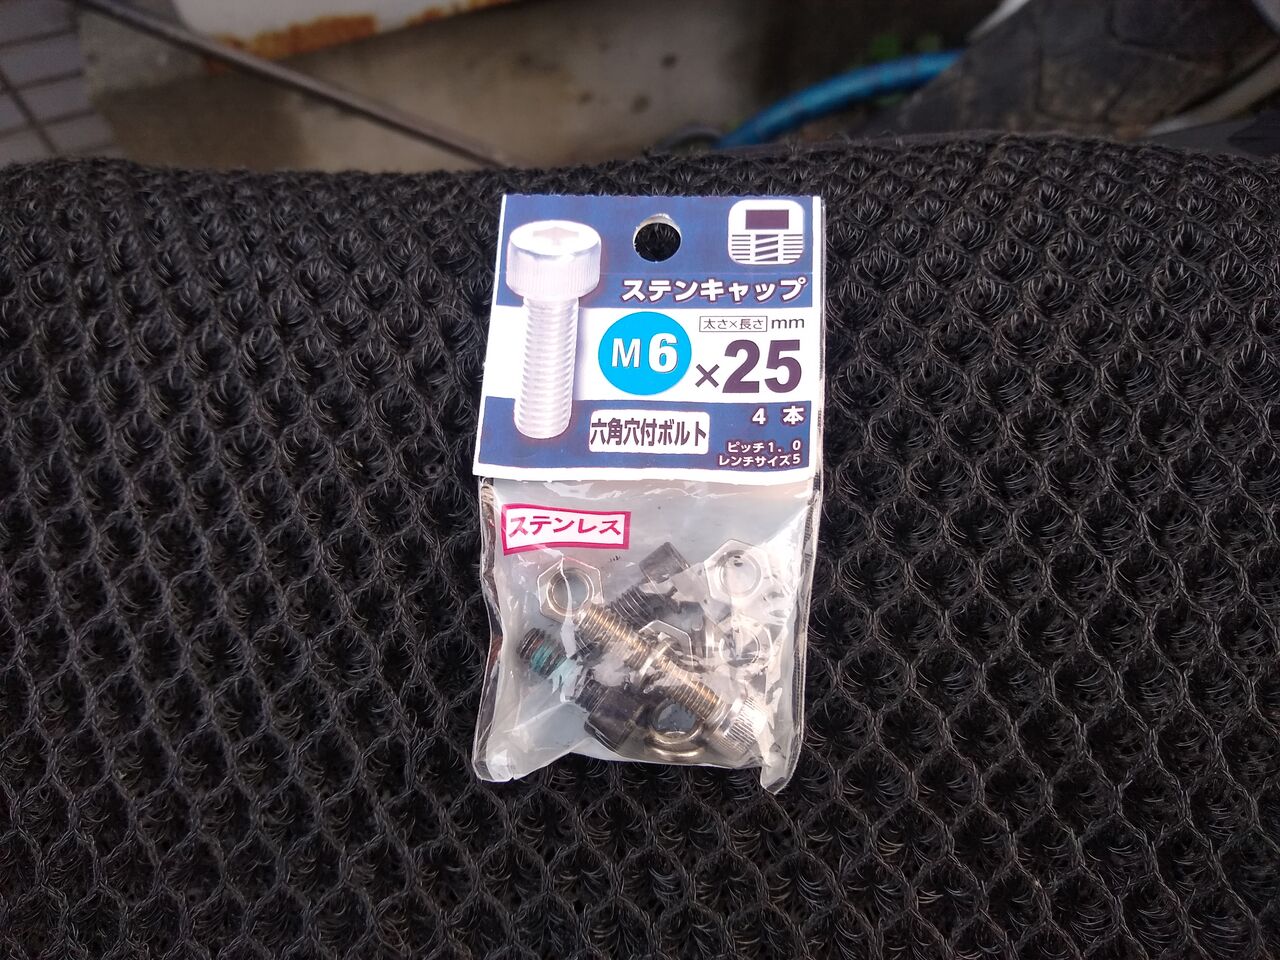 ステンキャップ
太さ×長さ mm
M6×25
4本
六角穴付ボルト
ピッチ1.0
レンチサイズ5
ステンレス